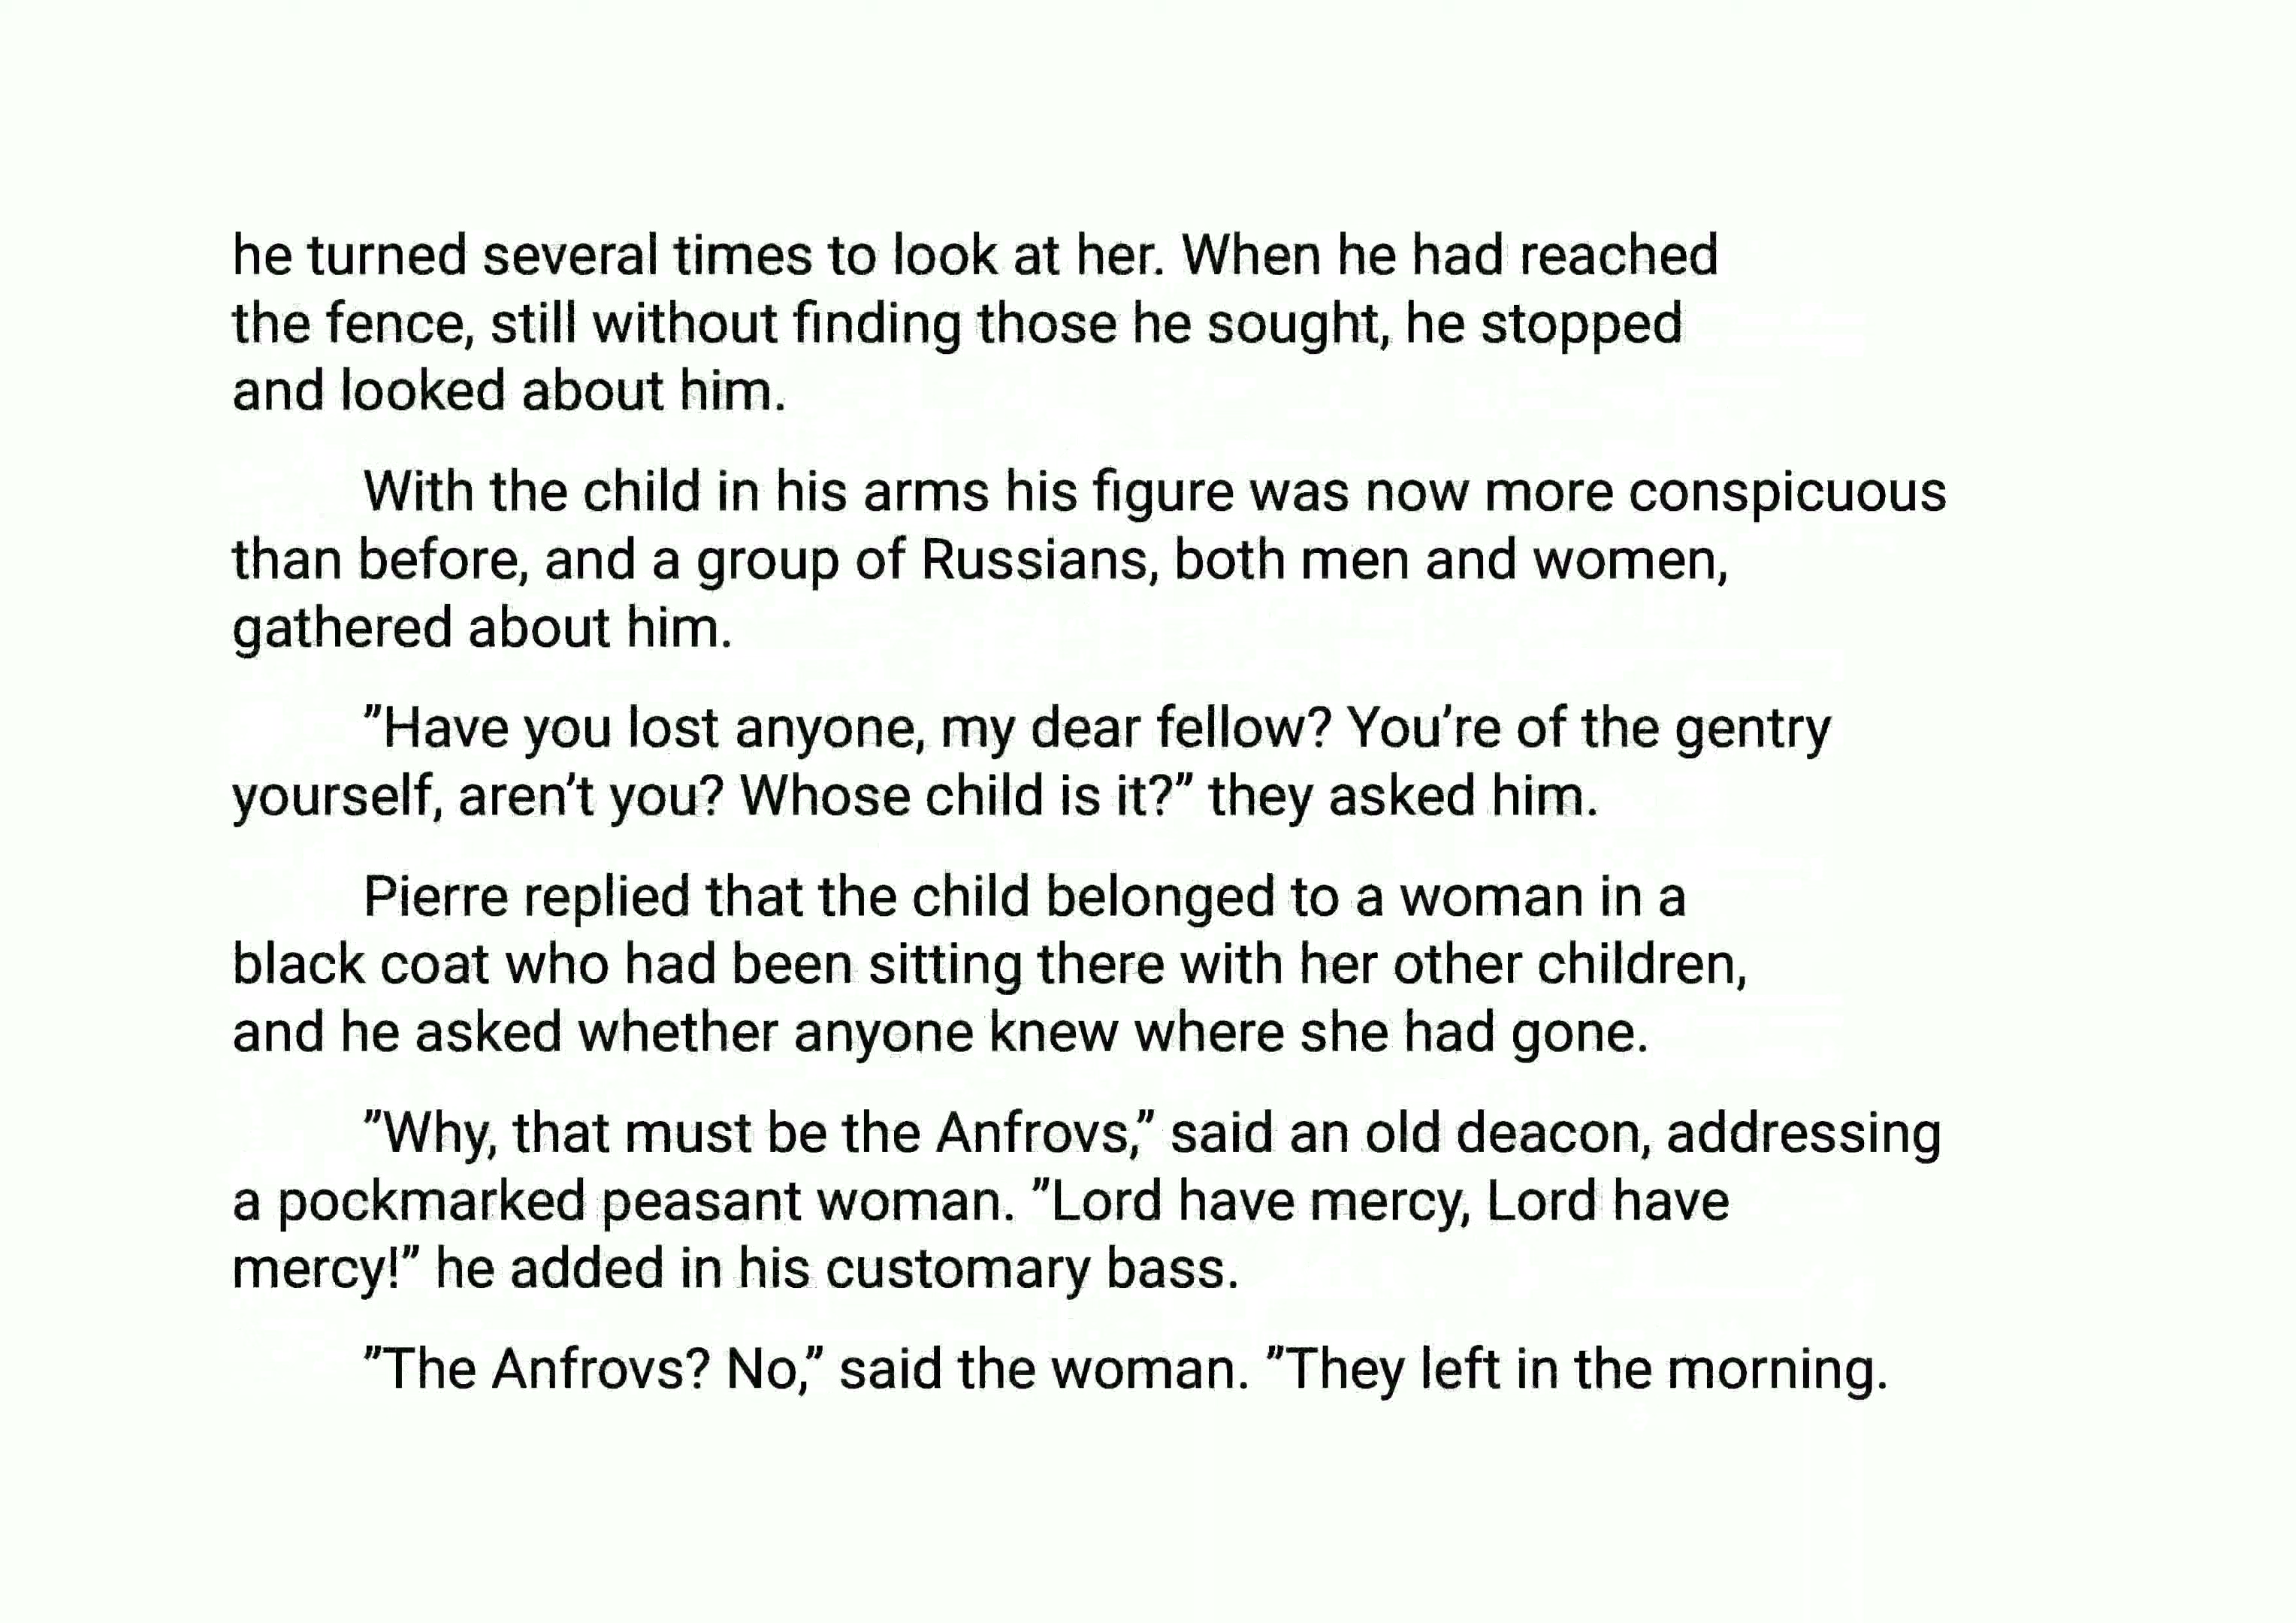 he turned several times to look at her. When he had reached
the fence, still without finding those he sought, he stopped
and looked about him.
With the child in his arms his figure was now more conspicuous
than before, and a group of Russians, both men and women,
gathered about him.
”Have you lost anyone, my dear fellow? You’re of the gentry
yourself, aren’t you? Whose child is it?” they asked him.
Pierre replied that the child belonged to a woman in a
black coat who had been sitting there with her other children,
and he asked whether anyone knew where she had gone.
”Why, that must be the Anfrovs,” said an old deacon, addressing
a pockmarked peasant woman. ”Lord have mercy, Lord have
mercy!” he added in his customary bass.
”The Anfrovs? No,” said the woman. ”They left in the morning.